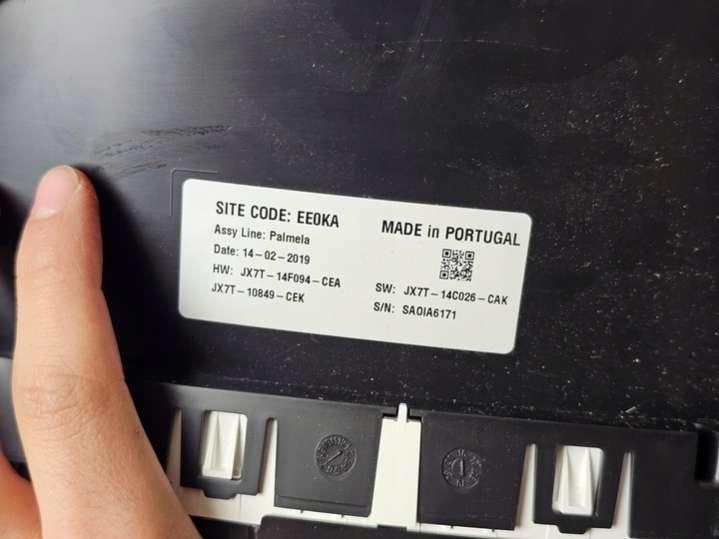 SITE CODE: EE0KA
Assy Line: Palmela
Date: 14-02-2019
HW: JX7T-14F094-CEA
JX7T-10849-CEK
MADE in PORTUGAL
SW: JX7T-14C026-CAK
S/N: SA0IA6171